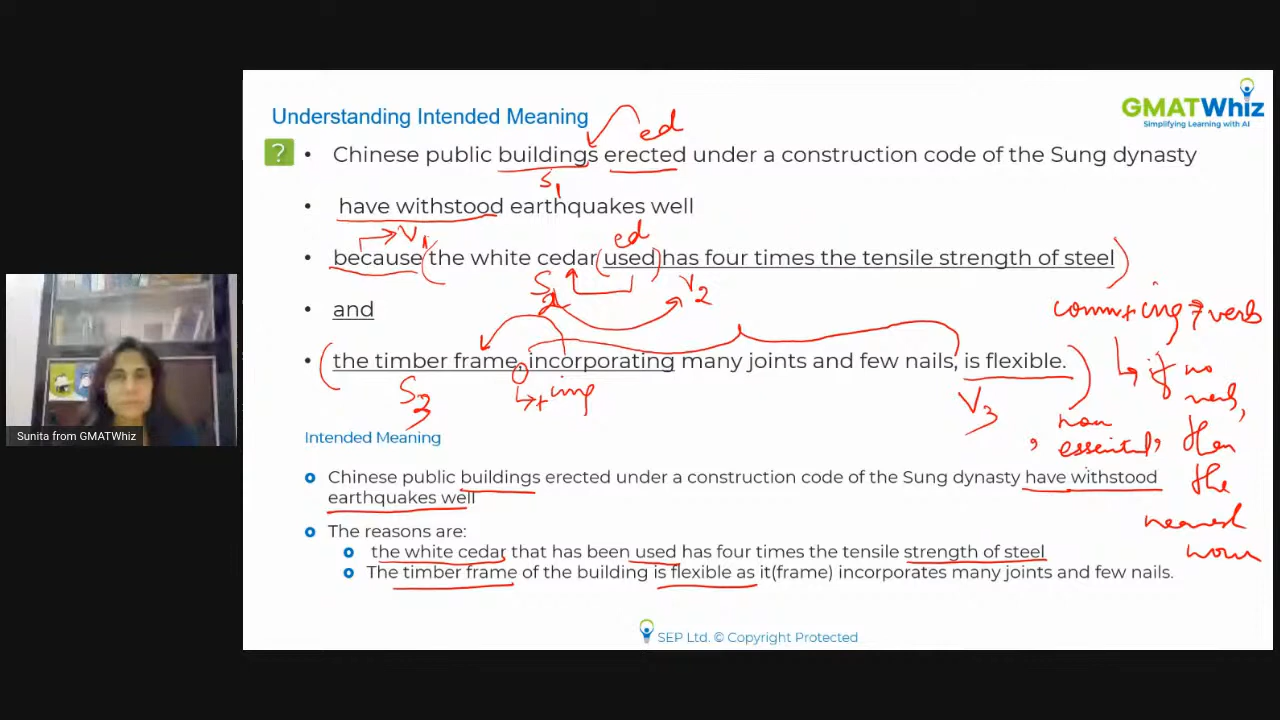 Understanding Intended Meaning
GMATWhiz
Simplifying Learning with AI
ed
? • Chinese public buildings erected under a construction code of the Sung dynasty
S1
• have withstood earthquakes well
V1
ed
• because (the white cedar (used) has four times the tensile strength of steel)
S2
V2
• and
comm+ing → verb
• (the timber frame, incorporating many joints and few nails, is flexible.)
↳ if no verb, then the nearest noun
S3
↳ + ing
V3
, non essential,
Intended Meaning
Chinese public buildings erected under a construction code of the Sung dynasty have withstood
earthquakes well
The reasons are:
the white cedar that has been used has four times the tensile strength of steel
The timber frame of the building is flexible as it(frame) incorporates many joints and few nails.
Sunita from GMATWhiz
SEP Ltd. © Copyright Protected